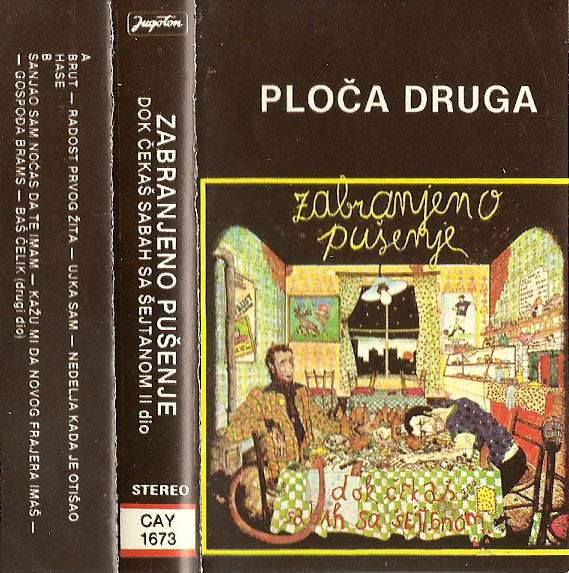 A
BRUT — RADOST PRVOG ŽITA — UJKA SAM — NEDELJA KADA JE OTIŠAO
HASE
B
SANJAO SAM NOĆAS DA TE IMAM — KAŽU MI DA NOVOG FRAJERA IMAŠ —
— GOSPOĐA BRAMS — BAŠ ČELIK (drugi dio)
Jugoton
ZABRANJENO PUŠENJE
DOK ČEKAŠ SABAH SA ŠEJTANOM II dio
STEREO
CAY
1673
PLOČA DRUGA
zabranjeno
pušenje
dok čekaš
sabah sa šejtanom